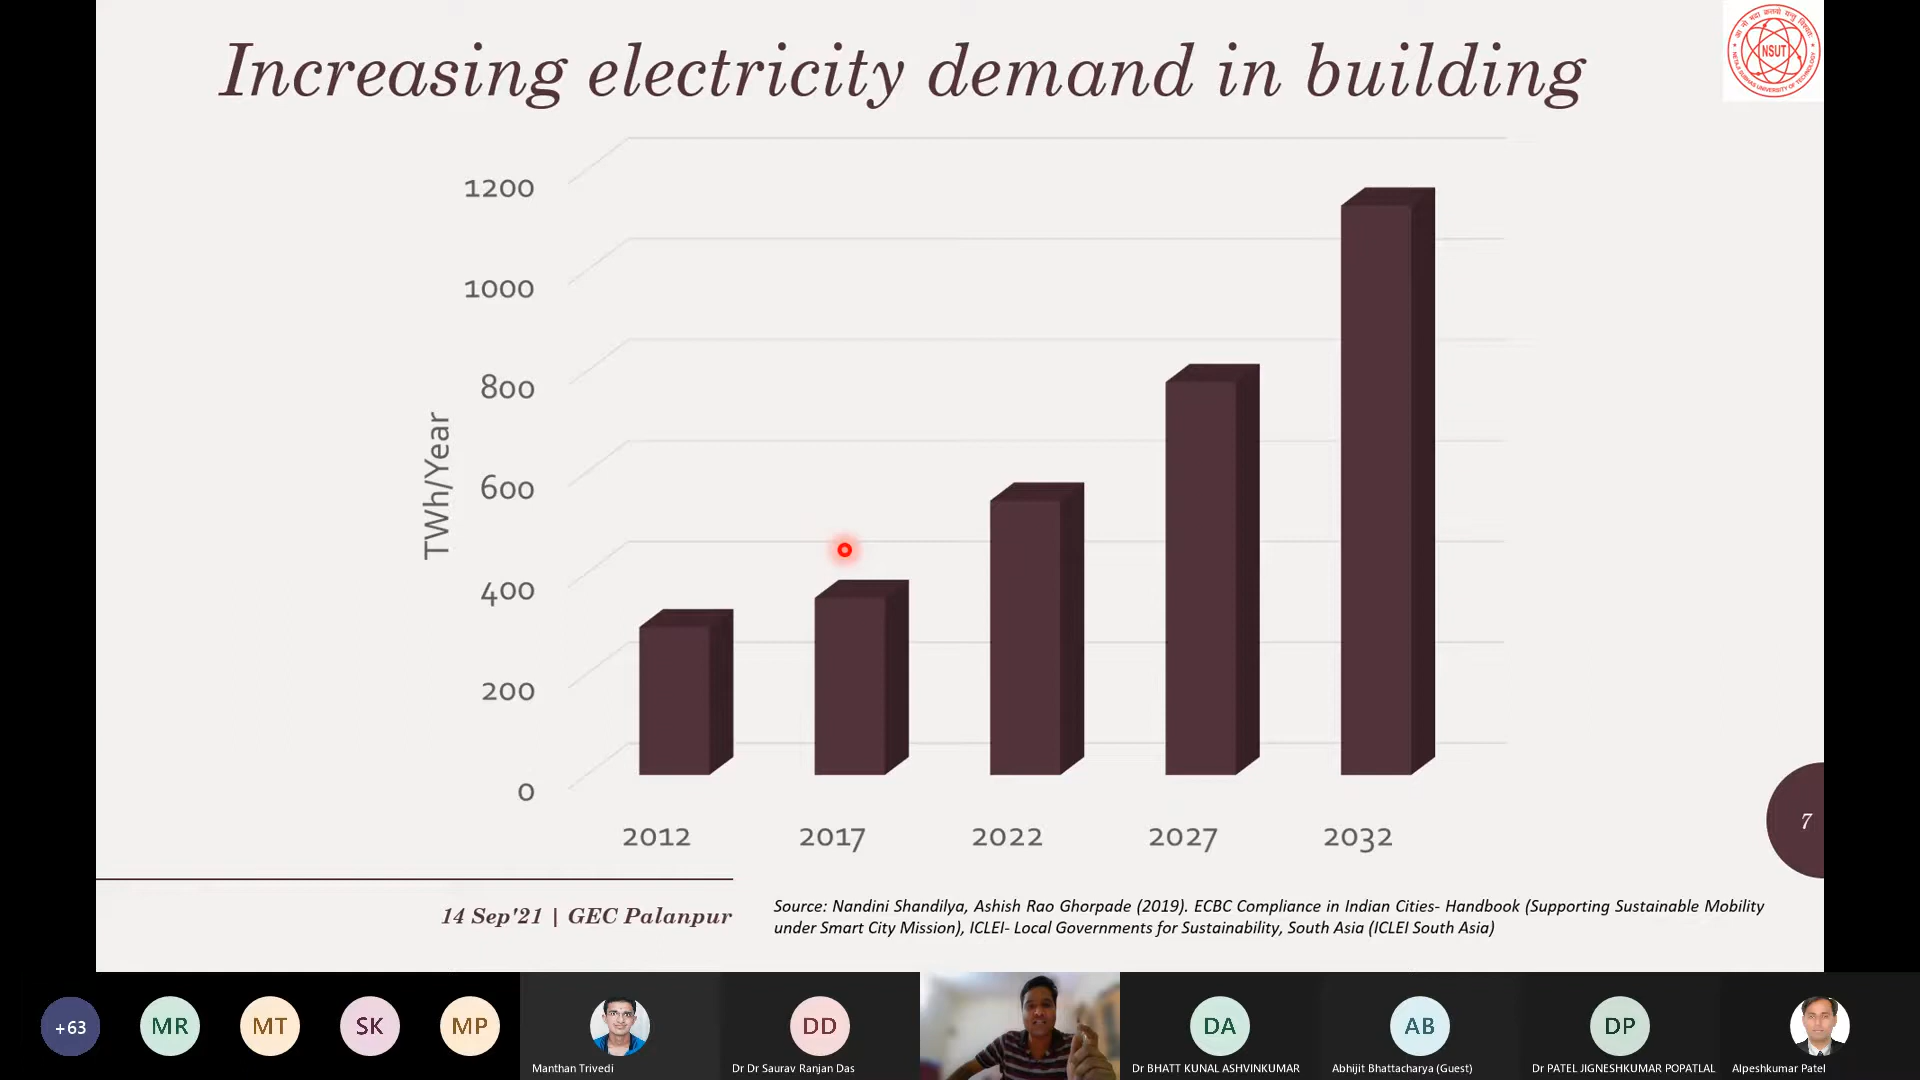 Increasing electricity demand in building
NSUT
1200
1000
800
600
400
200
0
TWh/Year
2012
2017
2022
2027
2032
7
14 Sep'21 | GEC Palanpur
Source: Nandini Shandilya, Ashish Rao Ghorpade (2019). ECBC Compliance in Indian Cities- Handbook (Supporting Sustainable Mobility
under Smart City Mission), ICLEI- Local Governments for Sustainability, South Asia (ICLEI South Asia)
+63
MR
MT
SK
MP
Manthan Trivedi
DD
Dr Dr Saurav Ranjan Das
DA
Dr BHATT KUNAL ASHVINKUMAR
AB
Abhijit Bhattacharya (Guest)
DP
Dr PATEL JIGNESHKUMAR POPATLAL
Alpeshkumar Patel